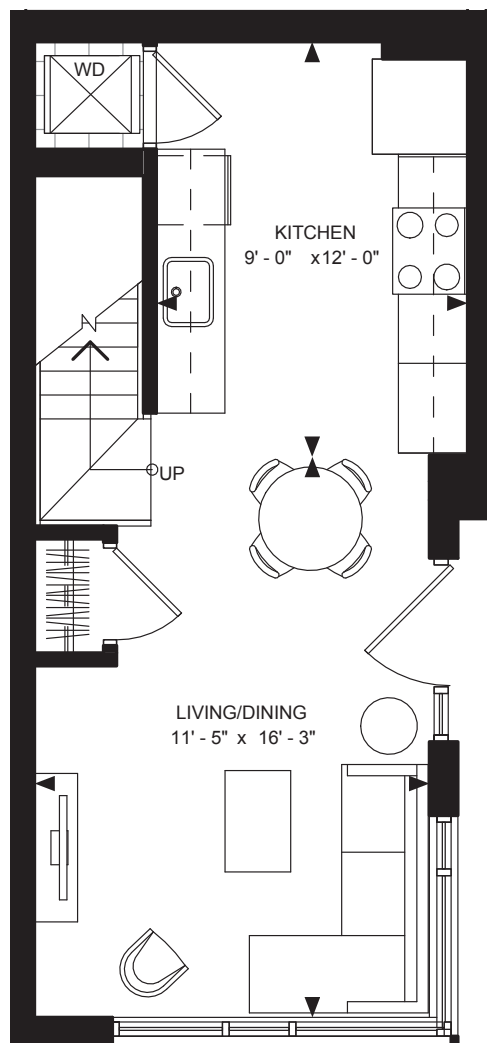 WD
KITCHEN
9' - 0" x12' - 0"
UP
LIVING/DINING
11' - 5" x 16' - 3"